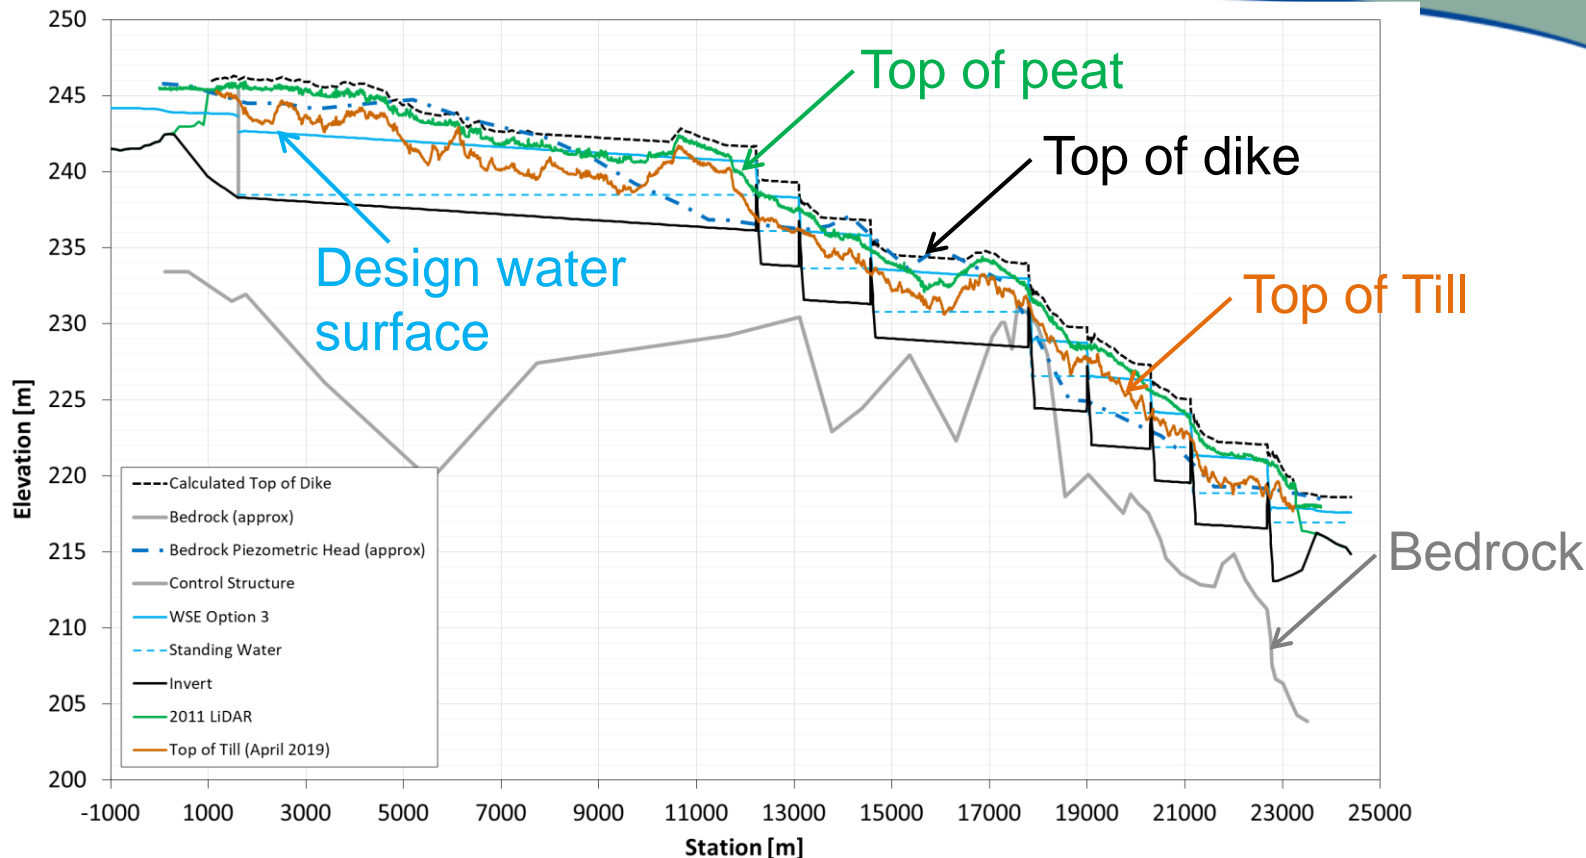 250
245
240
235
230
225
220
215
210
205
200
Elevation [m]
Top of peat
Top of dike
Design water
surface
Top of Till
Bedrock
Calculated Top of Dike
Bedrock (approx)
Bedrock Piezometric Head (approx)
Control Structure
WSE Option 3
Standing Water
Invert
2011 LiDAR
Top of Till (April 2019)
-1000 1000 3000 5000 7000 9000 11000 13000 15000 17000 19000 21000 23000 25000
Station [m]